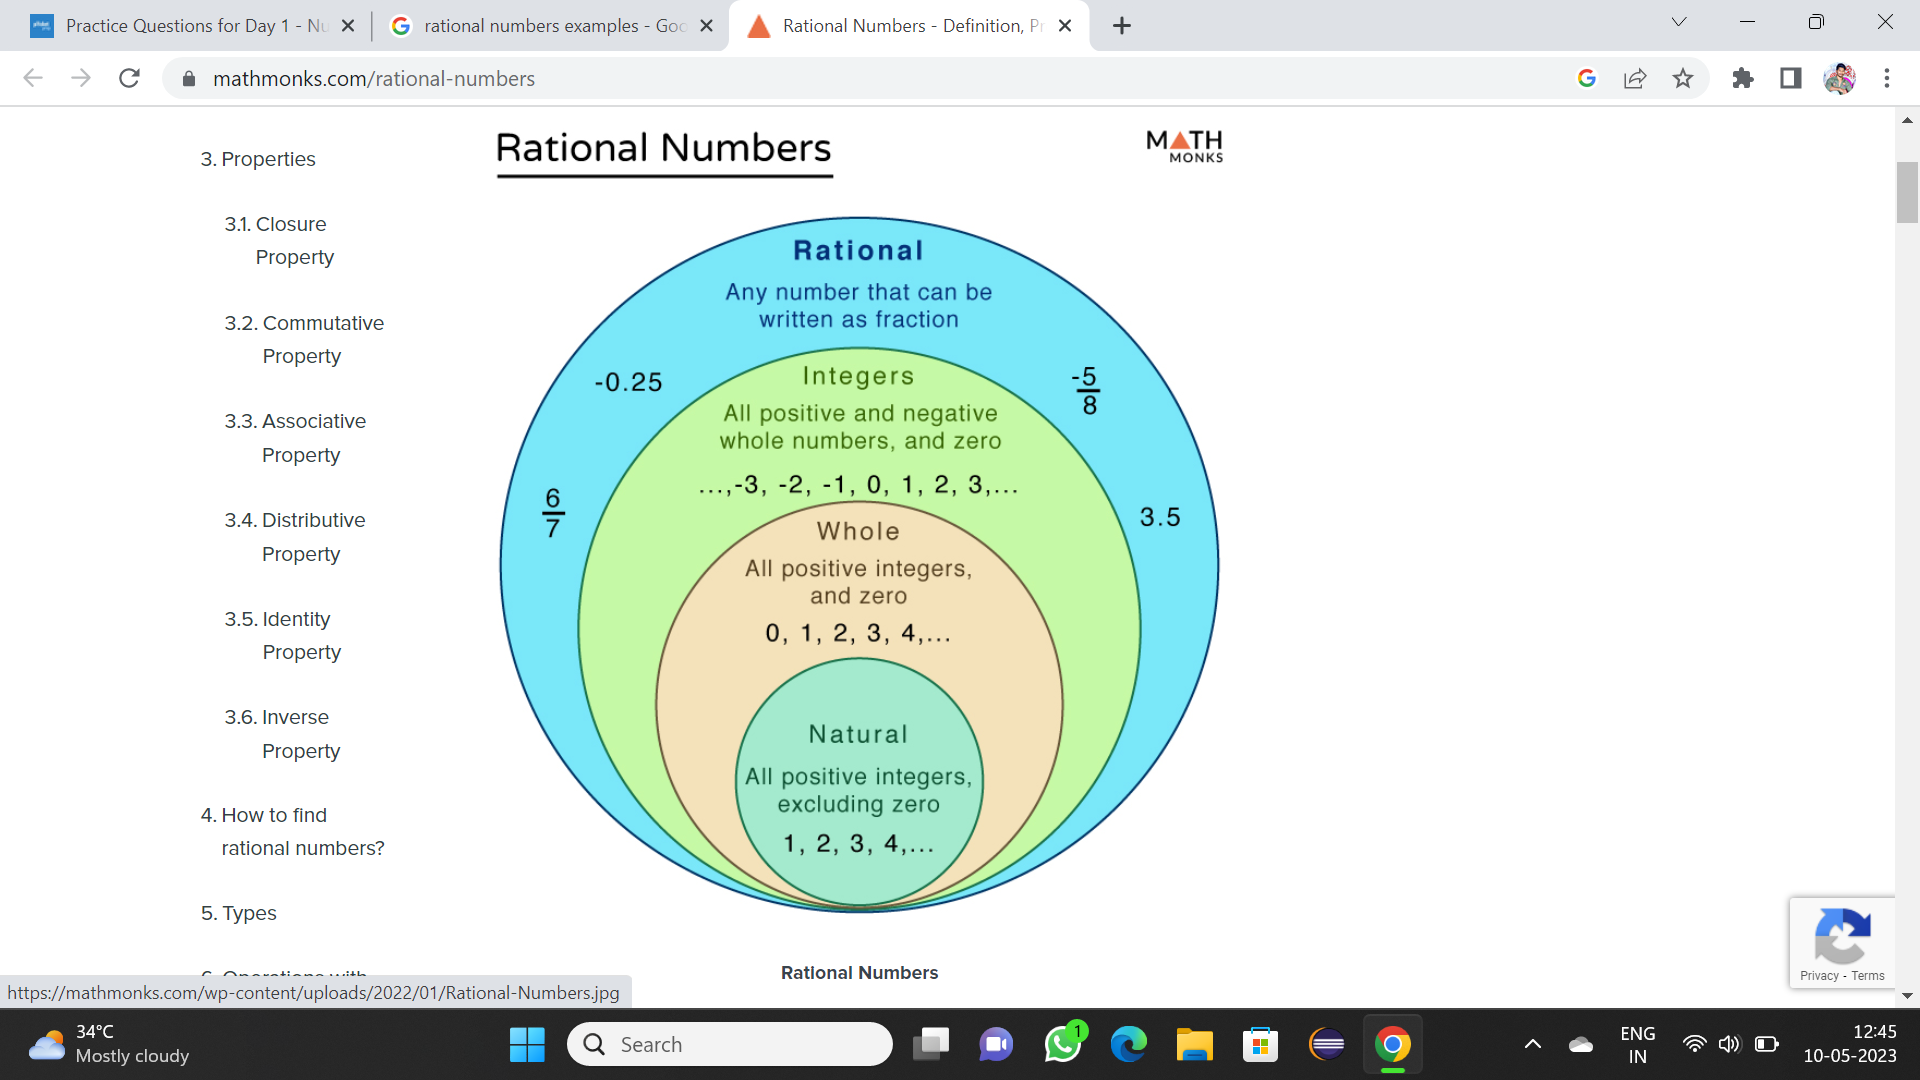 Practice Questions for Day 1 - Nu
rational numbers examples - Goo
Rational Numbers - Definition, Pr
mathmonks.com/rational-numbers
3. Properties
3.1. Closure
Property
3.2. Commutative
Property
3.3. Associative
Property
3.4. Distributive
Property
3.5. Identity
Property
3.6. Inverse
Property
4. How to find
rational numbers?
5. Types
Rational Numbers
MATH
MONKS
Rational
Any number that can be
written as fraction
-0.25
-5
8
6
7
3.5
Integers
All positive and negative
whole numbers, and zero
...,-3, -2, -1, 0, 1, 2, 3,...
Whole
All positive integers,
and zero
0, 1, 2, 3, 4,...
Natural
All positive integers,
excluding zero
1, 2, 3, 4,...
Rational Numbers
Privacy - Terms
https://mathmonks.com/wp-content/uploads/2022/01/Rational-Numbers.jpg
34°C
Mostly cloudy
Search
1
ENG
IN
12:45
10-05-2023